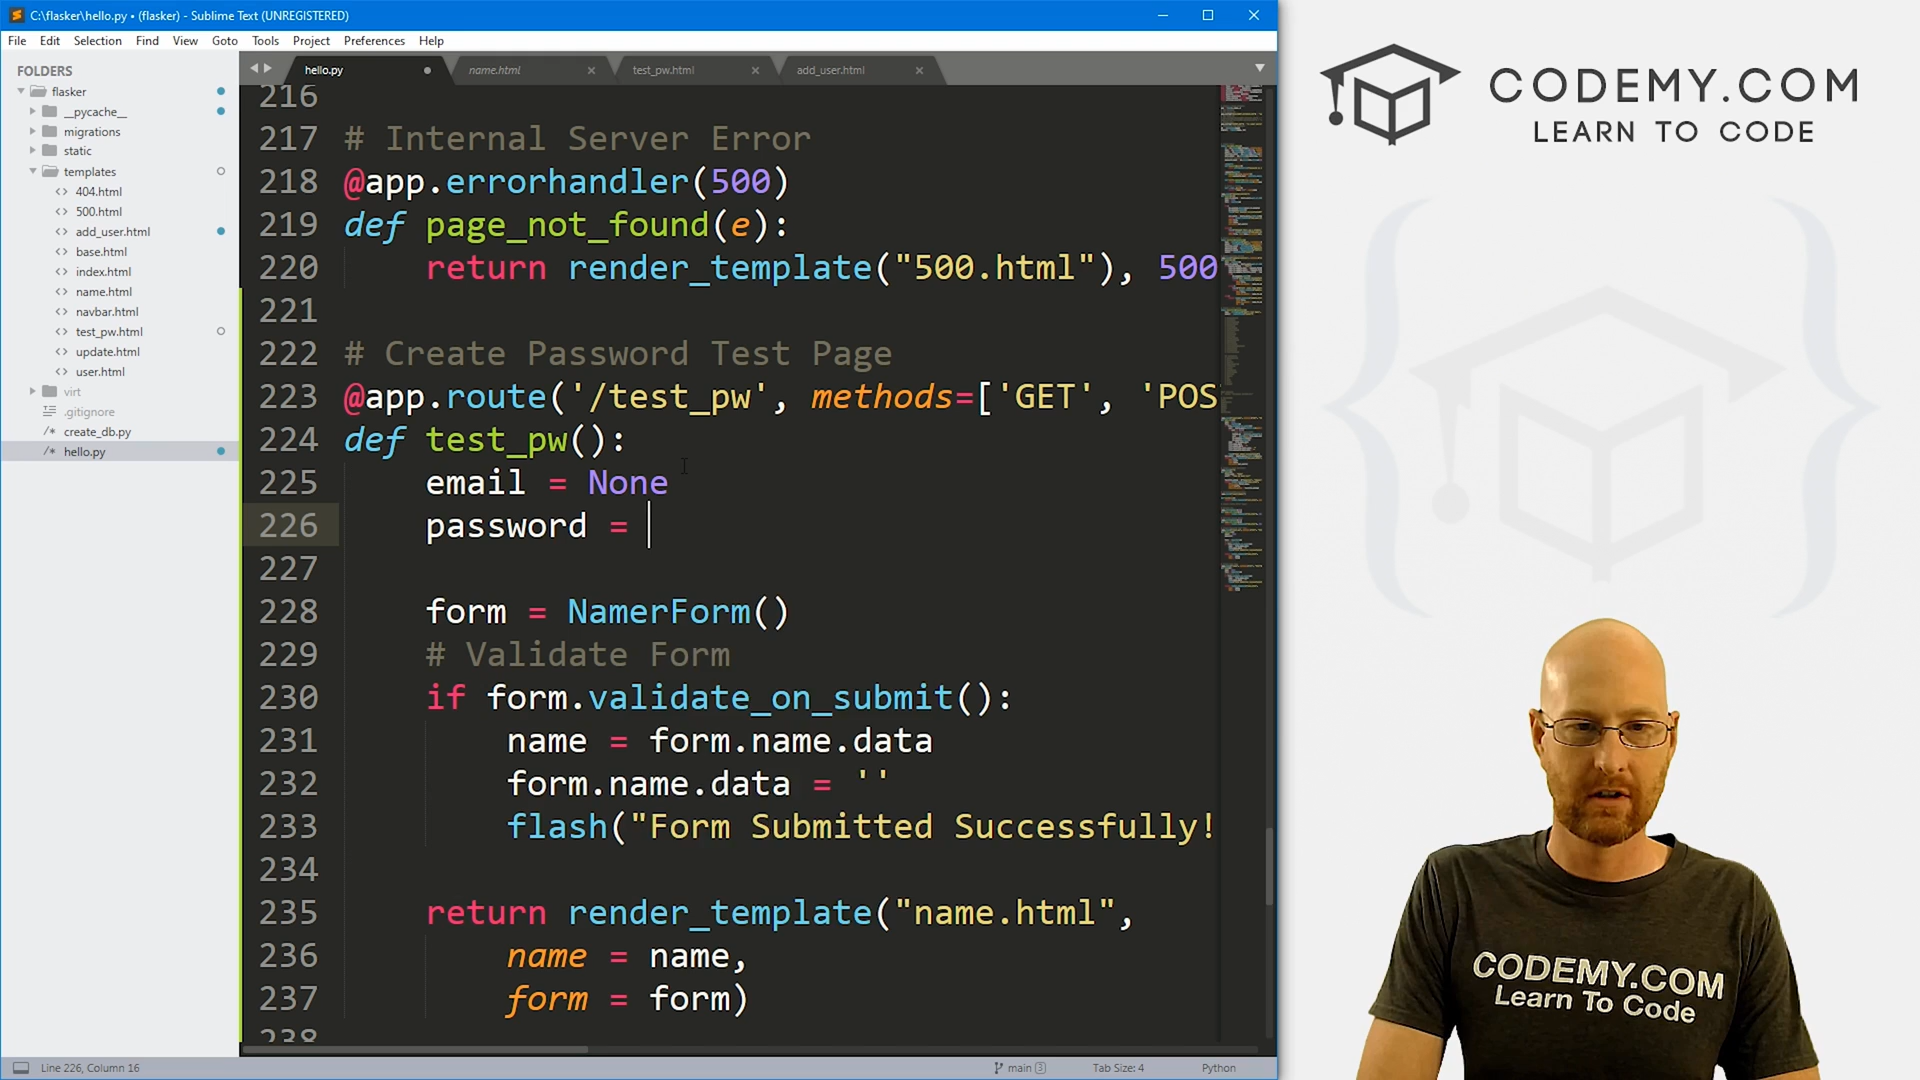 C:\flasker\hello.py • (flasker) - Sublime Text (UNREGISTERED)
File Edit Selection Find View Goto Tools Project Preferences Help
FOLDERS
flasker
__pycache__
migrations
static
templates
404.html
500.html
add_user.html
base.html
index.html
name.html
navbar.html
test_pw.html
update.html
user.html
virt
.gitignore
create_db.py
hello.py
hello.py name.html test_pw.html add_user.html
216
217 # Internal Server Error
218 @app.errorhandler(500)
219 def page_not_found(e):
220 return render_template("500.html"), 500
221
222 # Create Password Test Page
223 @app.route('/test_pw', methods=['GET', 'POS
224 def test_pw():
225 email = None
226 password =
227
228 form = NamerForm()
229 # Validate Form
230 if form.validate_on_submit():
231 name = form.name.data
232 form.name.data = ''
233 flash("Form Submitted Successfully!
234
235 return render_template("name.html",
236 name = name,
237 form = form)
238
Line 226, Column 16 main 3 Tab Size: 4 Python
CODEMY.COM
LEARN TO CODE
CODEMY.COM
Learn To Code